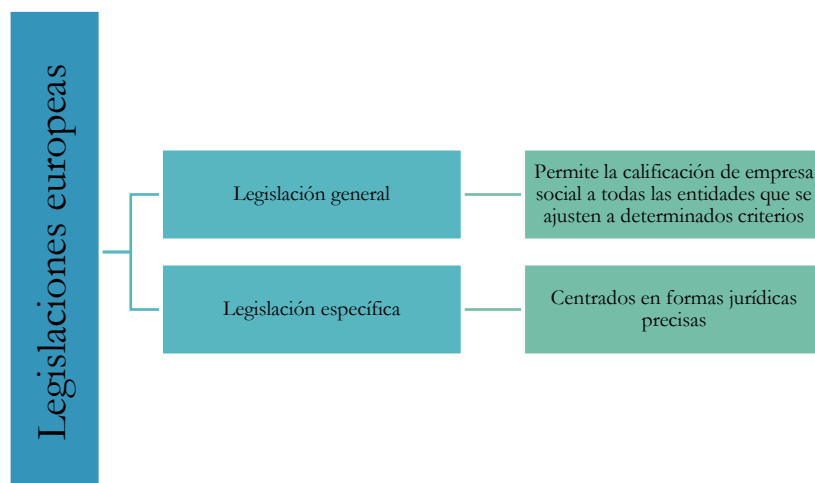 Legislaciones europeas
Legislación general
Permite la calificación de empresa
social a todas las entidades que se
ajusten a determinados criterios
Legislación específica
Centrados en formas jurídicas
precisas